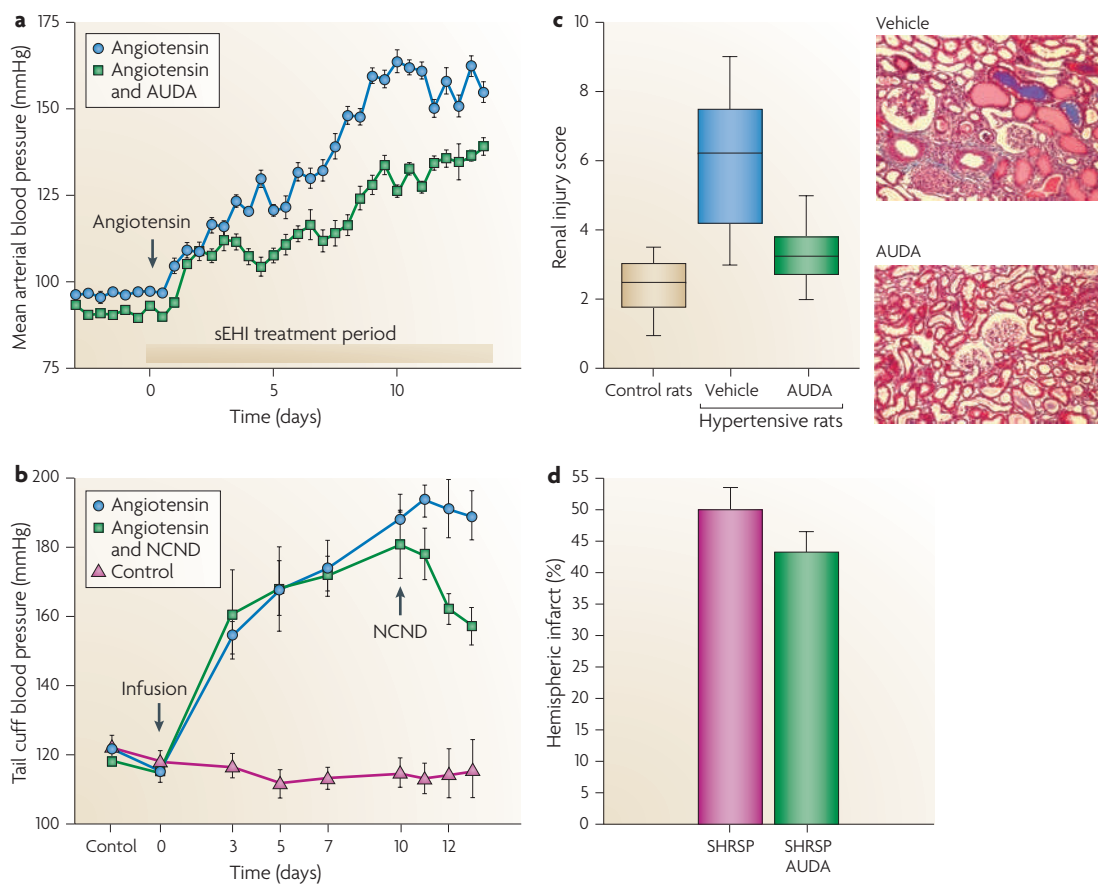 a
175
150
125
100
75
Mean arterial blood pressure (mmHg)
Angiotensin
Angiotensin
and AUDA
Angiotensin
sEHI treatment period
0
5
10
Time (days)
c
10
8
6
4
2
0
Renal injury score
Control rats
Vehicle
AUDA
Hypertensive rats
Vehicle
AUDA
b
200
180
160
140
120
100
Tail cuff blood pressure (mmHg)
Angiotensin
Angiotensin
and NCND
Control
Infusion
NCND
Contol
0
3
5
7
10
12
Time (days)
d
55
50
45
40
35
30
25
20
15
10
5
0
Hemispheric infarct (%)
SHRSP
SHRSP
AUDA